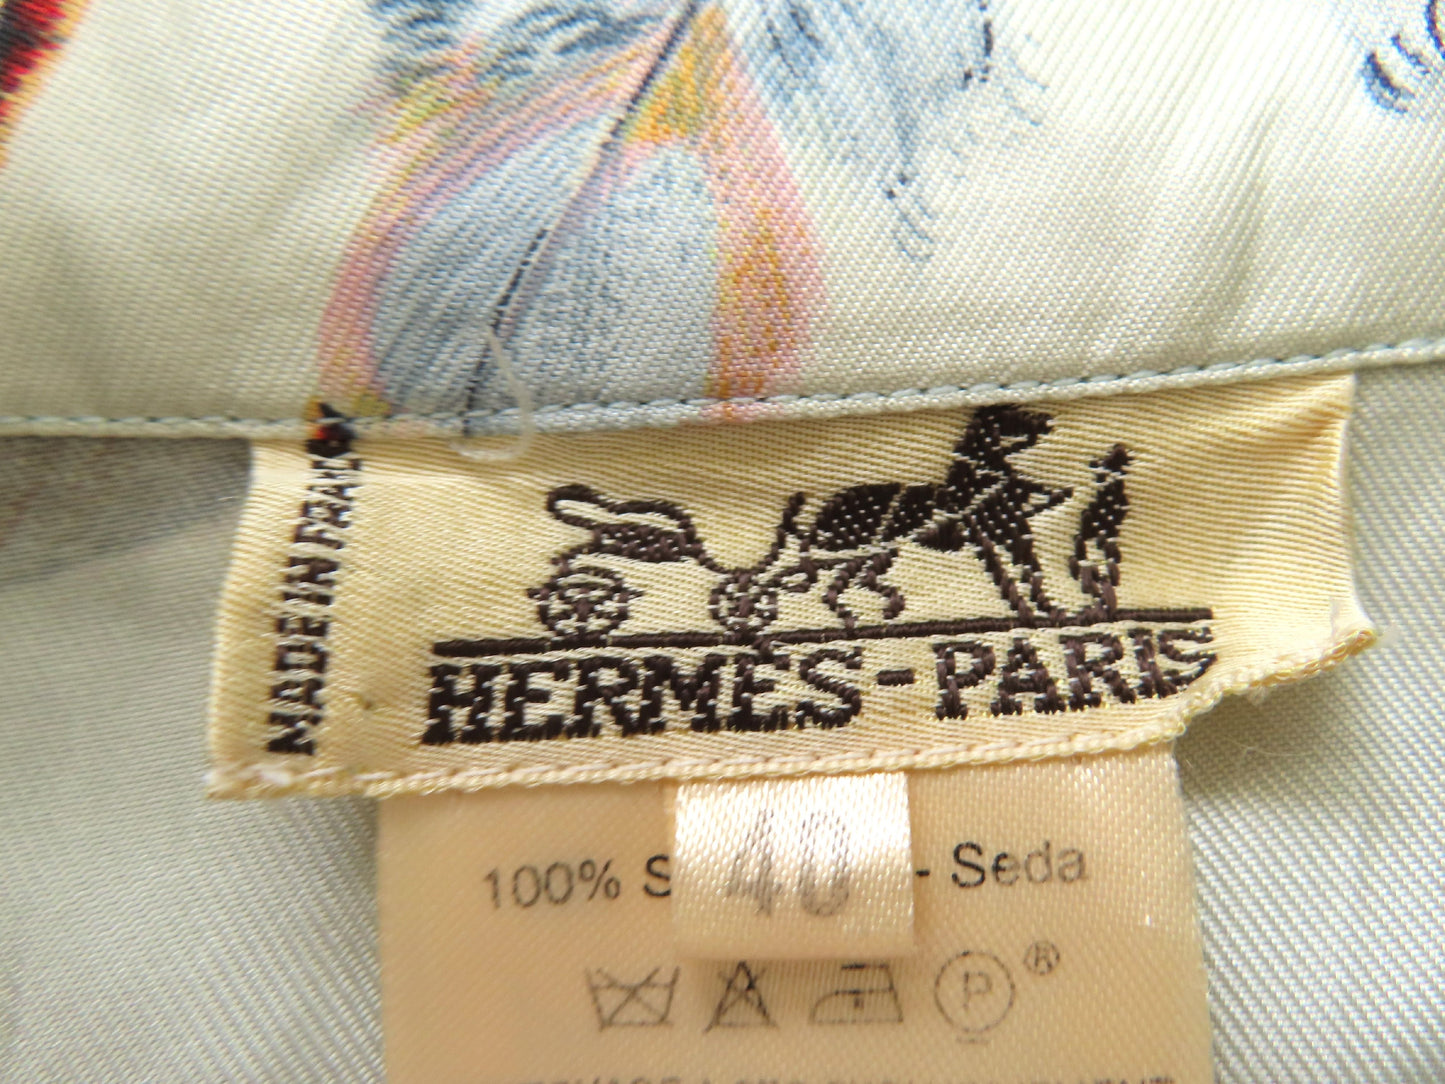 MADE IN FRANCE
HERMES-PARIS
40
100% S - Seda
P ®